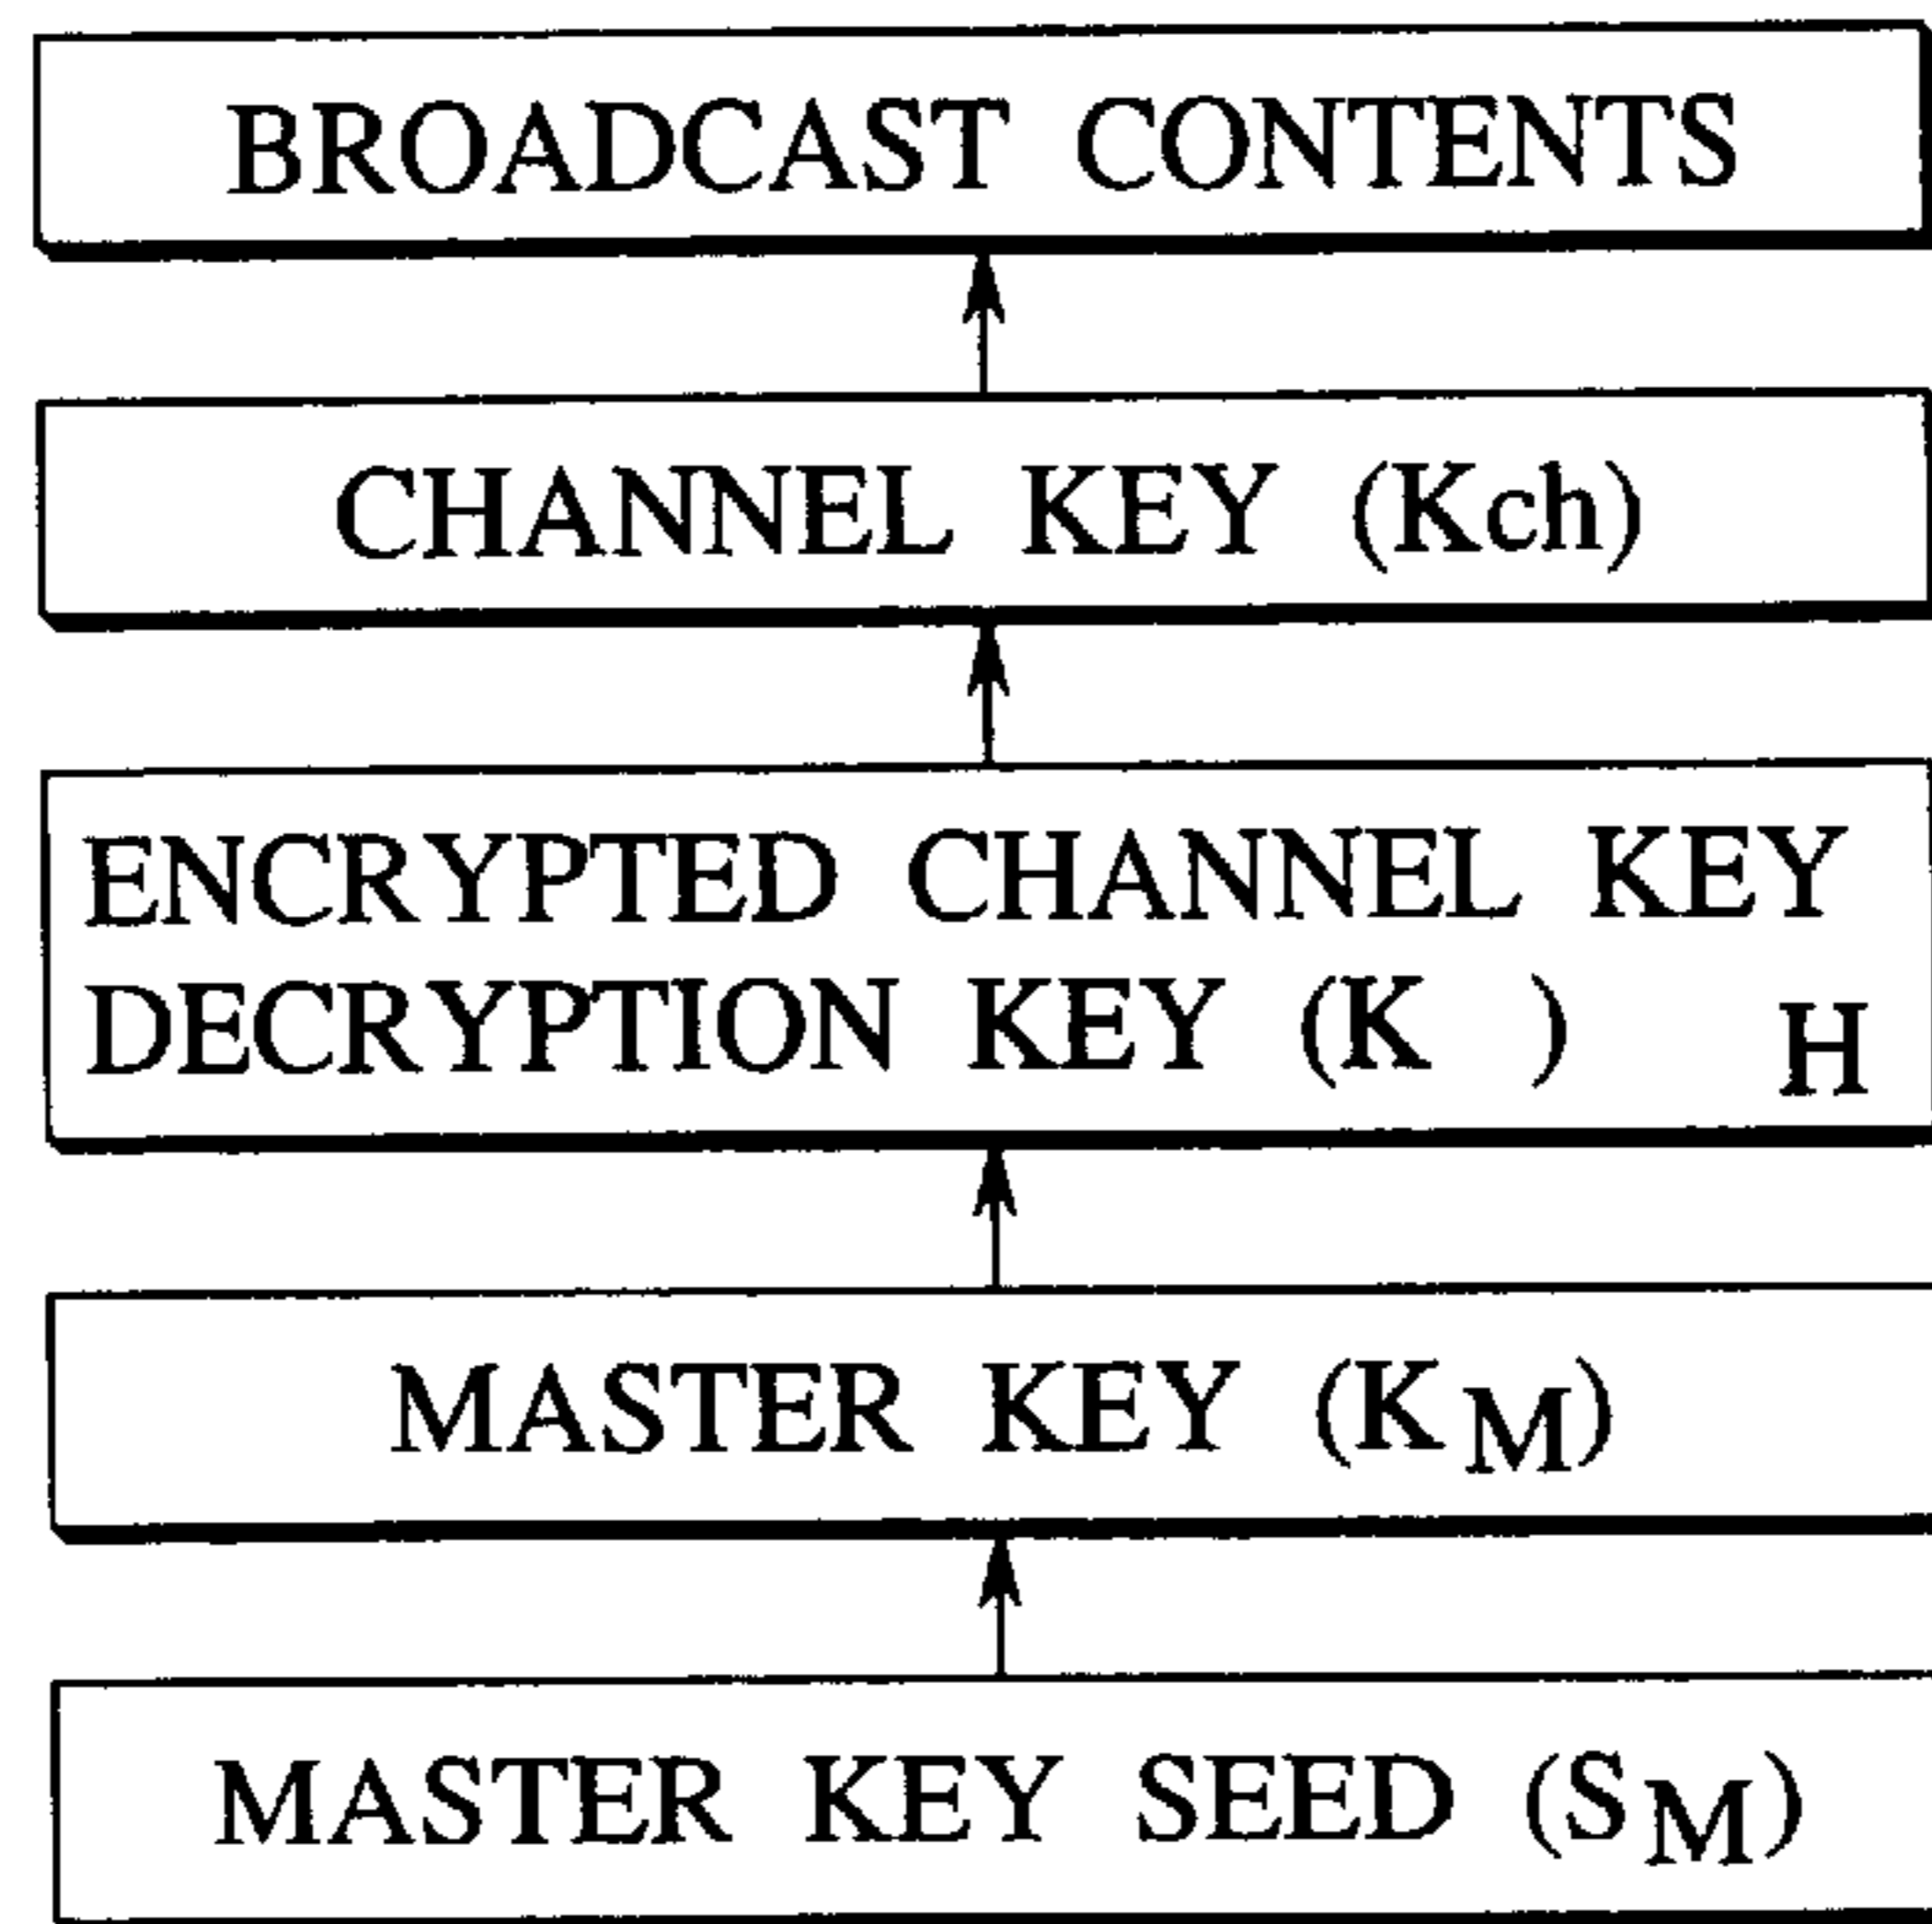 BROADCAST CONTENTS
CHANNEL KEY (Kch)
ENCRYPTED CHANNEL KEY
DECRYPTION KEY (K ) H
MASTER KEY (KM)
MASTER KEY SEED (SM)